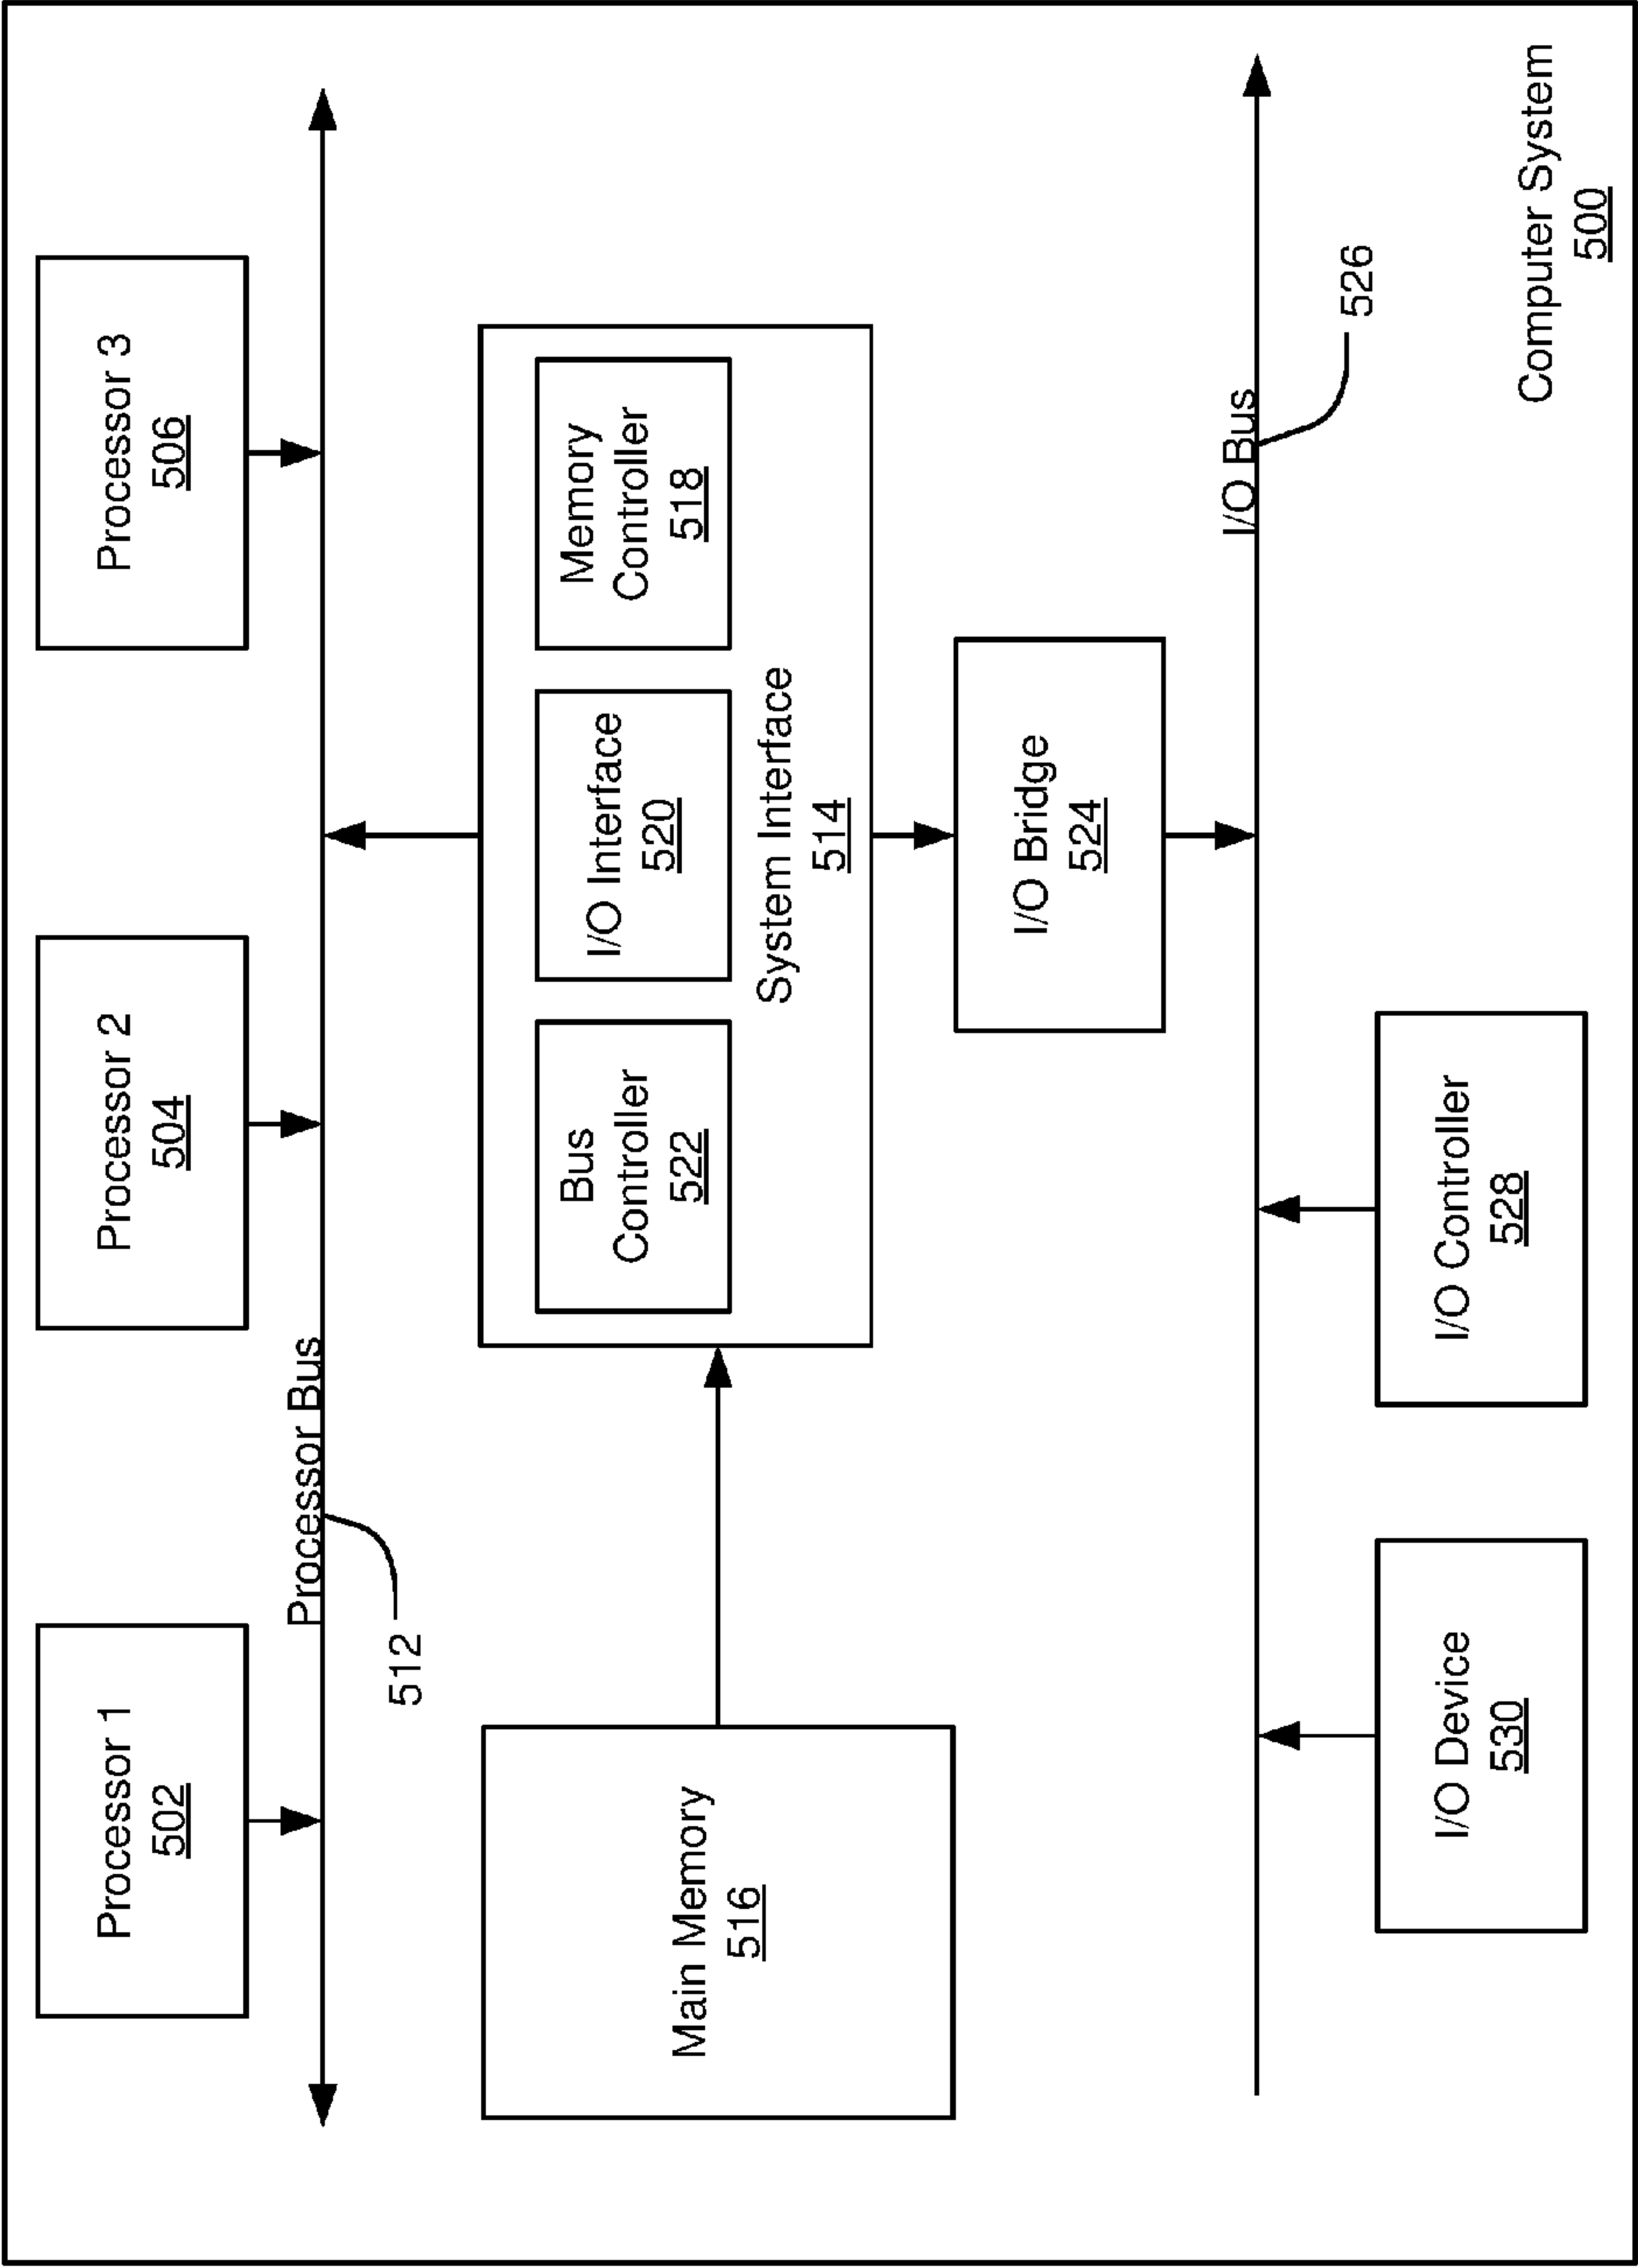 Processor 1
502
Processor 2
504
Processor 3
506
Processor Bus
512
Main Memory
516
Bus
Controller
522
I/O Interface
520
Memory
Controller
518
System Interface
514
I/O Bridge
524
I/O Bus
526
I/O Device
530
I/O Controller
528
Computer System
500